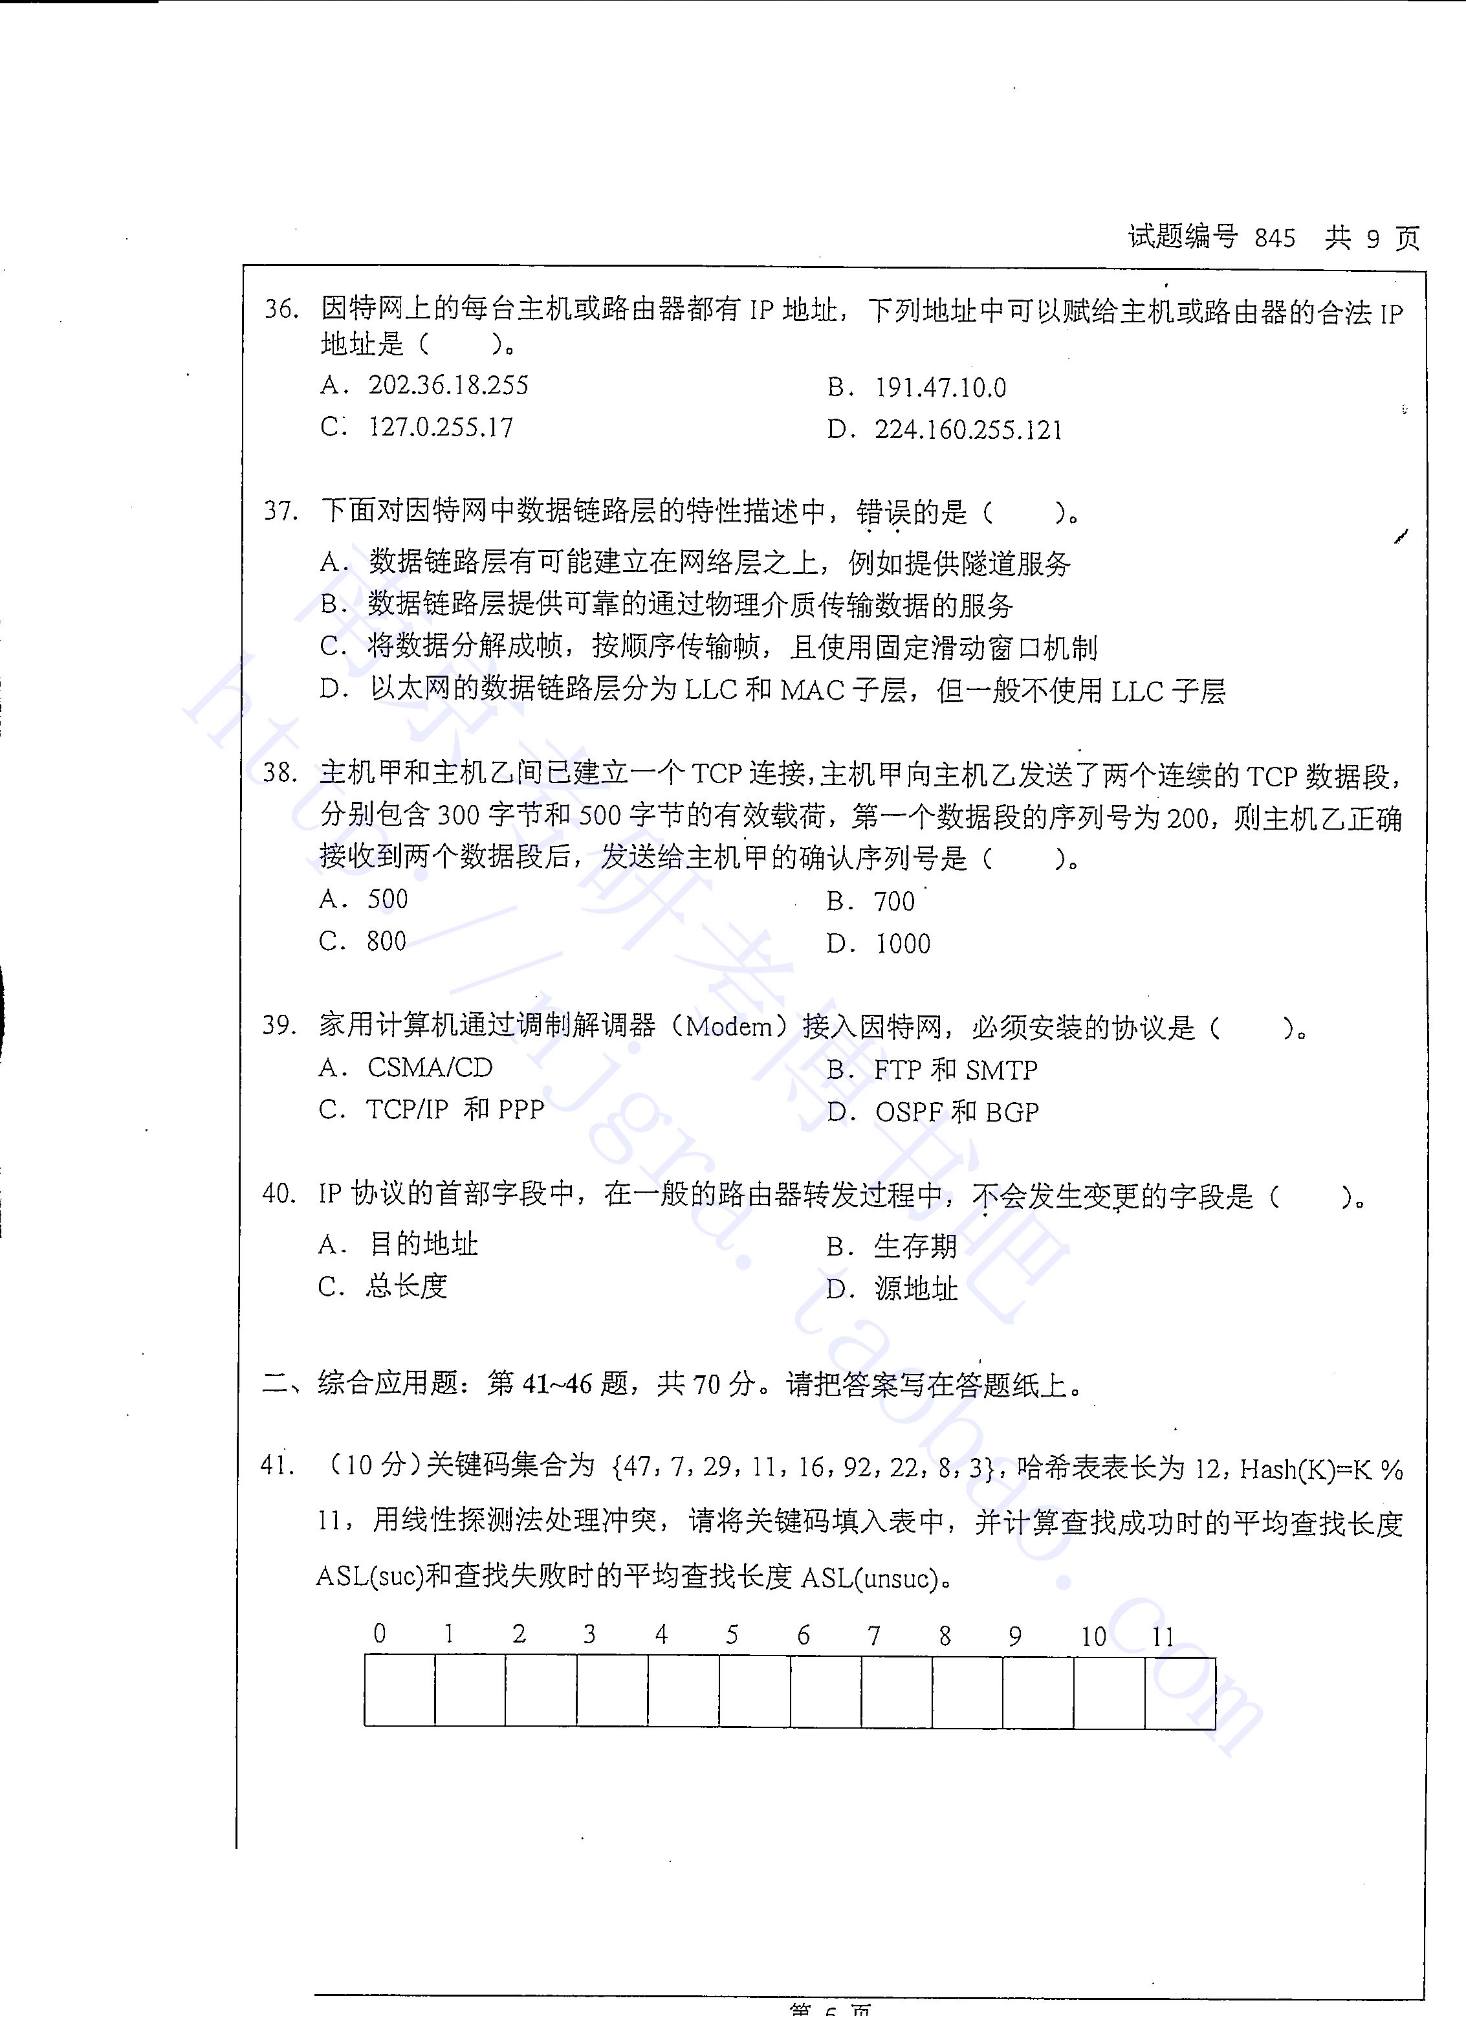 试题编号 845 共 9 页
36. 因特网上的每台主机或路由器都有 IP 地址，下列地址中可以赋给主机或路由器的合法 IP
地址是（ ）。
A. 202.36.18.255 B. 191.47.10.0
C. 127.0.255.17 D. 224.160.255.121
37. 下面对因特网中数据链路层的特性描述中，错误的是（ ）。
A. 数据链路层有可能建立在网络层之上，例如提供隧道服务
B. 数据链路层提供可靠的通过物理介质传输数据的服务
C. 将数据分解成帧，按顺序传输帧，且使用固定滑动窗口机制
D. 以太网的数据链路层分为 LLC 和 MAC 子层，但一般不使用 LLC 子层
38. 主机甲和主机乙间已建立一个 TCP 连接，主机甲向主机乙发送了两个连续的 TCP 数据段，
分别包含 300 字节和 500 字节的有效载荷，第一个数据段的序列号为 200，则主机乙正确
接收到两个数据段后，发送给主机甲的确认序列号是（ ）。
A. 500 B. 700
C. 800 D. 1000
39. 家用计算机通过调制解调器（Modem）接入因特网，必须安装的协议是（ ）。
A. CSMA/CD B. FTP 和 SMTP
C. TCP/IP 和 PPP D. OSPF 和 BGP
40. IP 协议的首部字段中，在一般的路由器转发过程中，不会发生变更的字段是（ ）。
A. 目的地址 B. 生存期
C. 总长度 D. 源地址
二、综合应用题：第 41~46 题，共 70 分。请把答案写在答题纸上。
41. （10 分）关键码集合为 {47, 7, 29, 11, 16, 92, 22, 8, 3}，哈希表表长为 12, Hash(K)=K %
11，用线性探测法处理冲突，请将关键码填入表中，并计算查找成功时的平均查找长度
ASL(suc)和查找失败时的平均查找长度 ASL(unsuc)。
0 1 2 3 4 5 6 7 8 9 10 11
第 6 页
南京考研考博书吧
http://njgra.taobao.com